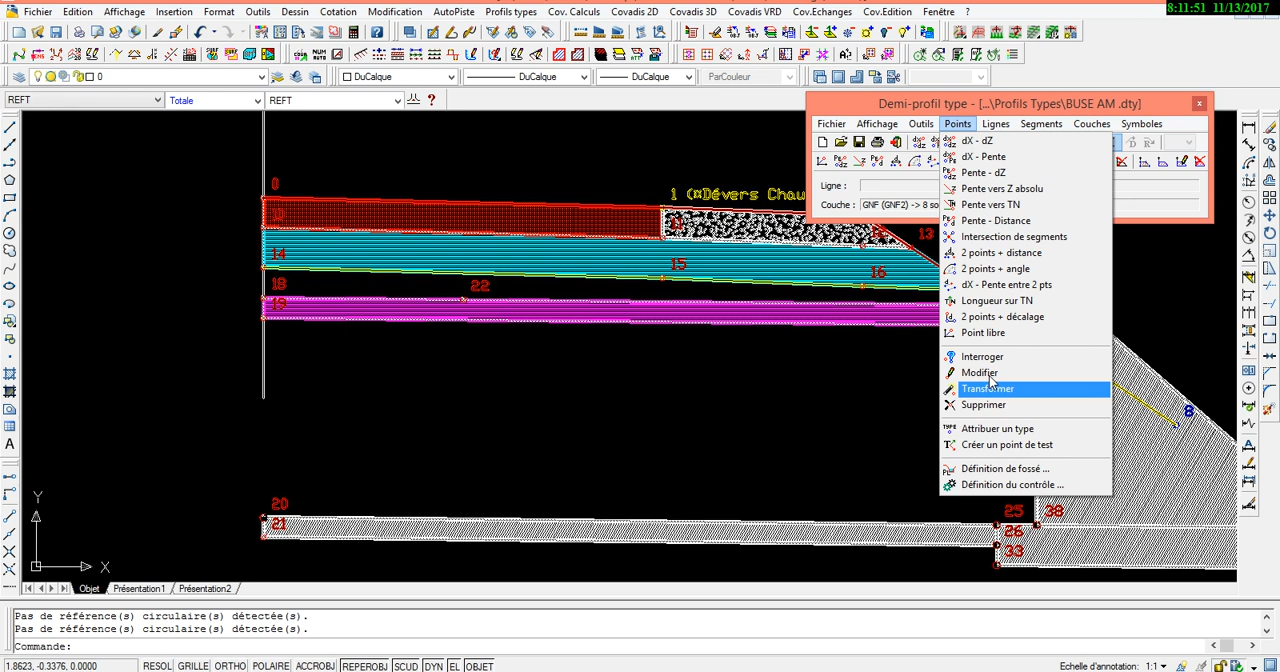 8:11:51 11/13/2017
Fichier Edition Affichage Insertion Format Outils Dessin Cotation Modification AutoPiste Profils types Cov. Calculs Covadis 2D Covadis 3D Covadis VRD Cov.Echanges Cov.Edition Fenêtre ?
0 DuCalque DuCalque DuCalque ParCouleur
REFT Totale REFT ?
Demi-profil type - [...\Profils Types\BUSE AM .dty] x
Fichier Affichage Outils Points Lignes Segments Couches Symboles
Ligne :
Couche : GNF (GNF2) -> 8 so
dX - dZ
dX - Pente
Pente - dZ
Pente vers Z absolu
Pente vers TN
Pente - Distance
Intersection de segments
2 points + distance
2 points + angle
dX - Pente entre 2 pts
Longueur sur TN
2 points + décalage
Point libre
Interroger
Modifier
Transformer
Supprimer
Attribuer un type
Créer un point de test
Définition de fossé ...
Définition du contrôle ...
0
1 (¤Dévers Chau
10
11
13
14
15
16
18
22
19
8
20
21
25
38
26
33
Y
X
Objet Présentation1 Présentation2
Pas de référence(s) circulaire(s) détectée(s).
Pas de référence(s) circulaire(s) détectée(s).
Commande:
1.8623, -0.3376, 0.0000 RESOL GRILLE ORTHO POLAIRE ACCROBJ REPEROBJ SCUD DYN EL OBJET Echelle d'annotation: 1:1